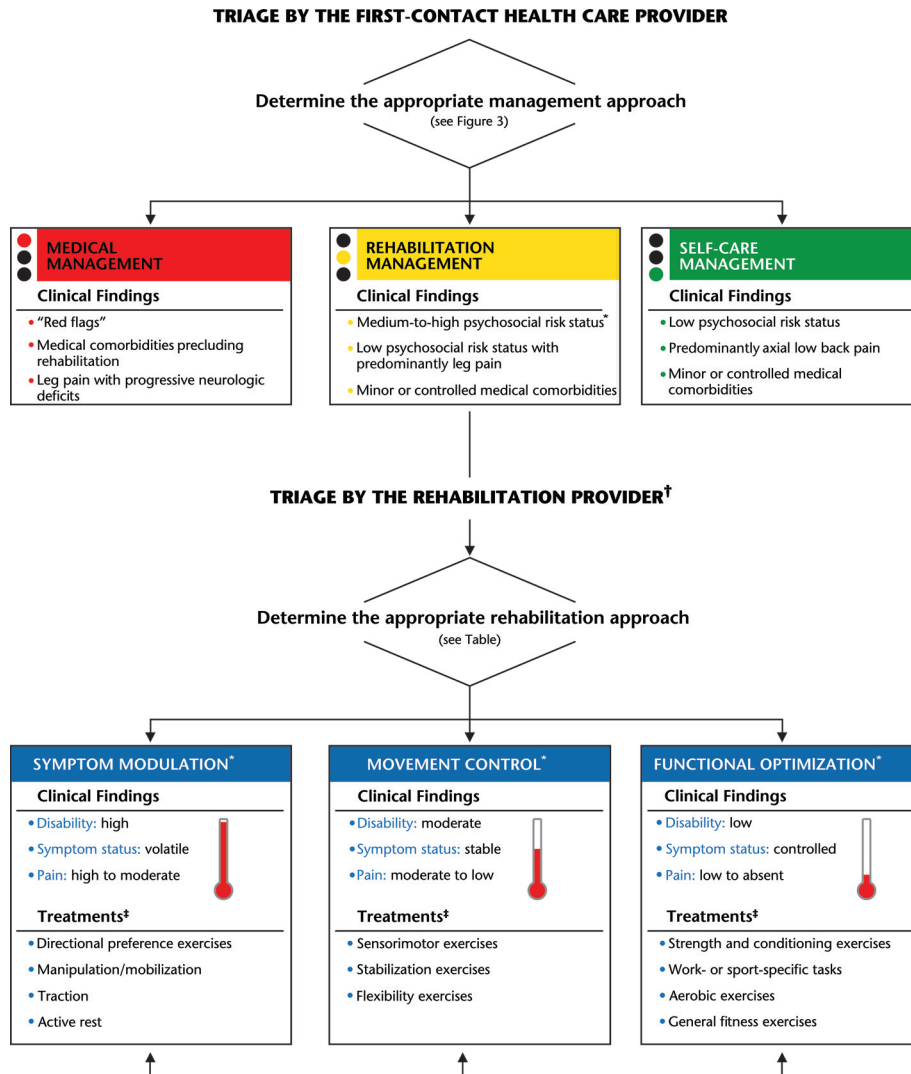 TRIAGE BY THE FIRST-CONTACT HEALTH CARE PROVIDER
Determine the appropriate management approach
(see Figure 3)
MEDICAL
MANAGEMENT
Clinical Findings
• “Red flags”
• Medical comorbidities precluding
rehabilitation
• Leg pain with progressive neurologic
deficits
REHABILITATION
MANAGEMENT
Clinical Findings
• Medium-to-high psychosocial risk status*
• Low psychosocial risk status with
predominantly leg pain
• Minor or controlled medical comorbidities
SELF-CARE
MANAGEMENT
Clinical Findings
• Low psychosocial risk status
• Predominantly axial low back pain
• Minor or controlled medical
comorbidities
TRIAGE BY THE REHABILITATION PROVIDER†
Determine the appropriate rehabilitation approach
(see Table)
SYMPTOM MODULATION*
Clinical Findings
• Disability: high
• Symptom status: volatile
• Pain: high to moderate
Treatments‡
• Directional preference exercises
• Manipulation/mobilization
• Traction
• Active rest
MOVEMENT CONTROL*
Clinical Findings
• Disability: moderate
• Symptom status: stable
• Pain: moderate to low
Treatments‡
• Sensorimotor exercises
• Stabilization exercises
• Flexibility exercises
FUNCTIONAL OPTIMIZATION*
Clinical Findings
• Disability: low
• Symptom status: controlled
• Pain: low to absent
Treatments‡
• Strength and conditioning exercises
• Work- or sport-specific tasks
• Aerobic exercises
• General fitness exercises